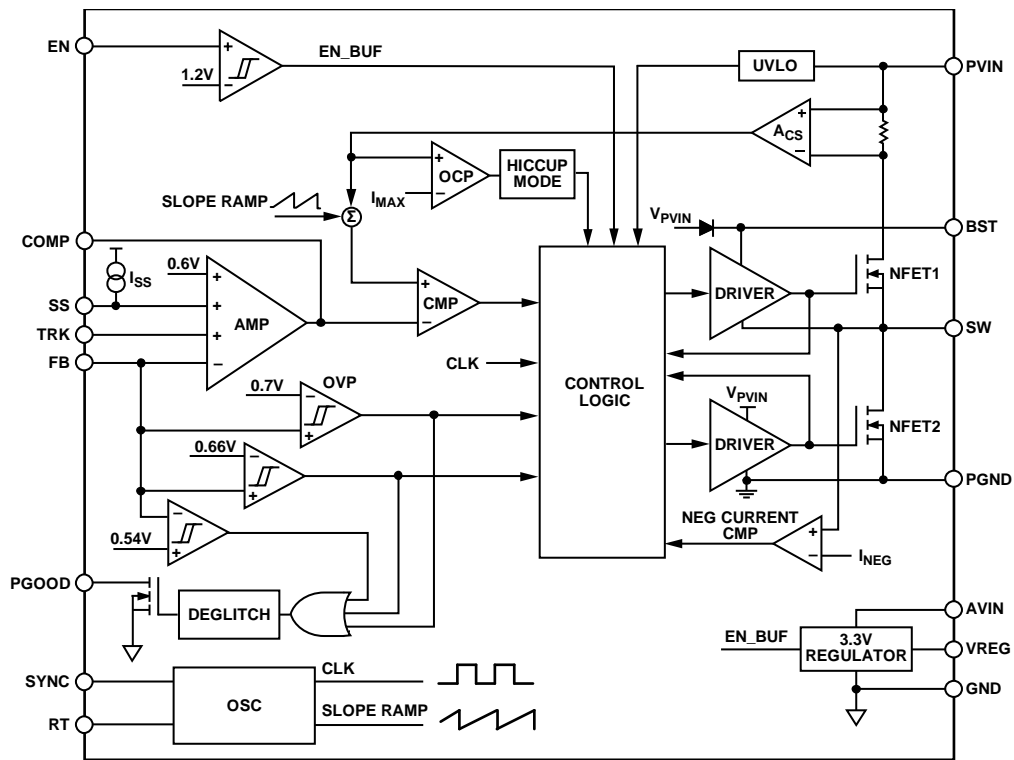 EN
1.2V
+
−
EN_BUF
UVLO
PVIN
ACS
+
−
SLOPE RAMP
Σ
IMAX
+
−
OCP
HICCUP
MODE
VPVIN
BST
COMP
ISS
0.6V
SS
TRK
FB
+
+
+
−
AMP
+
−
CMP
CLK
CONTROL
LOGIC
DRIVER
NFET1
SW
0.7V
OVP
−
+
VPVIN
DRIVER
NFET2
0.66V
−
+
PGND
0.54V
−
+
NEG CURRENT
CMP
+
−
INEG
PGOOD
DEGLITCH
AVIN
EN_BUF
3.3V
REGULATOR
VREG
GND
SYNC
RT
OSC
CLK
SLOPE RAMP